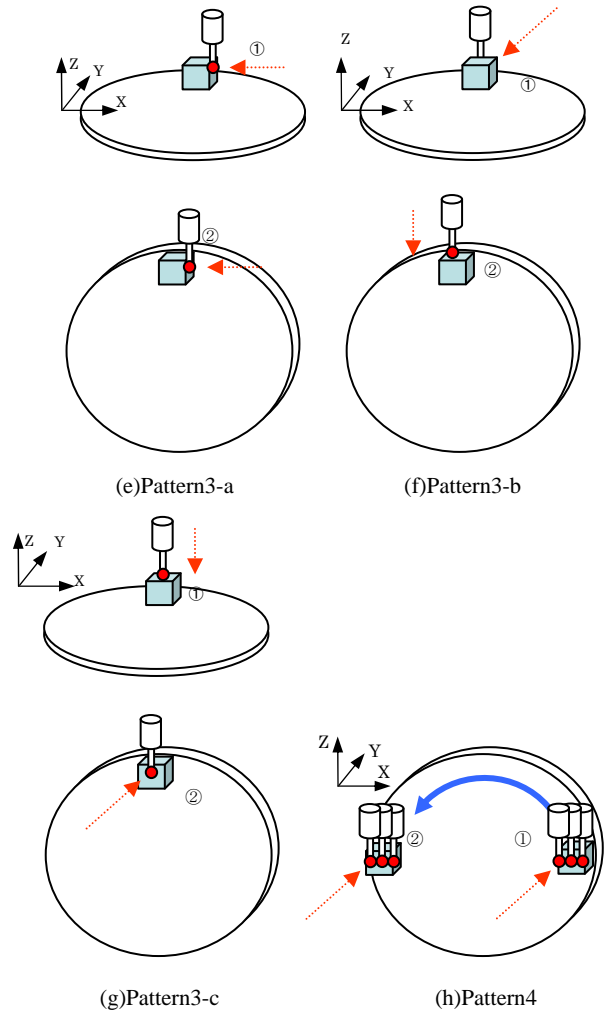 Z
Y
X
①
Z
Y
X
①
②
②
(e)Pattern3-a
(f)Pattern3-b
Z
Y
X
①
②
Z
Y
X
②
①
(g)Pattern3-c
(h)Pattern4